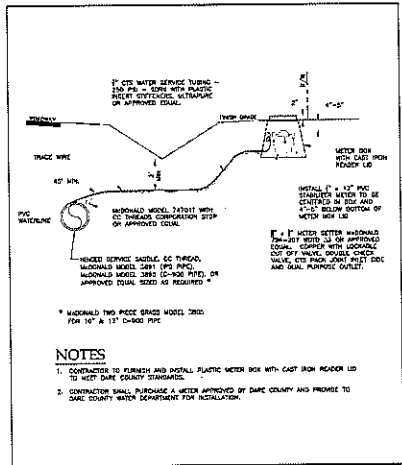 CTS WATER SERVICE TUBING -
250 PSI - SDR9 WITH PLASTIC
INSERT STIFFENERS, ULTRAPURE
OR APPROVED EQUAL.
R/W
2'
4"-6"
FINISH GRADE
TRACE WIRE
METER BOX
WITH CAST IRON
READER LID
MIN.
45° MIN.
PVC
WATERLINE
McDONALD MODEL 74701T WITH
CC THREADS CORPORATION STOP
OR APPROVED EQUAL
INSTALL 12" PVC
STABILIZER METER TO BE
CENTERED IN BOX AND
4"-6" BELOW BOTTOM OF
METER BOX LID
HINGED SERVICE SADDLE, CC THREAD,
McDONALD MODEL 3891 (IPS PIPE),
McDONALD MODEL 3895 (C-900 PIPE), OR
APPROVED EQUAL SIZED AS REQUIRED *
METER SETTER McDONALD
OR APPROVED
EQUAL. COPPER WITH LOCKABLE
CUT OFF VALVE, DOUBLE CHECK
VALVE, CTS PACK JOINT INLET SIDE
AND DUAL PURPOSE OUTLET.
* McDONALD TWO PIECE BRASS MODEL 3805
FOR 10" & 12" C-900 PIPE
NOTES
1. CONTRACTOR TO FURNISH AND INSTALL PLASTIC METER BOX WITH CAST IRON READER LID
TO MEET DARE COUNTY STANDARDS.
2. CONTRACTOR SHALL PURCHASE A METER APPROVED BY DARE COUNTY AND PROVIDE TO
DARE COUNTY WATER DEPARTMENT FOR INSTALLATION.